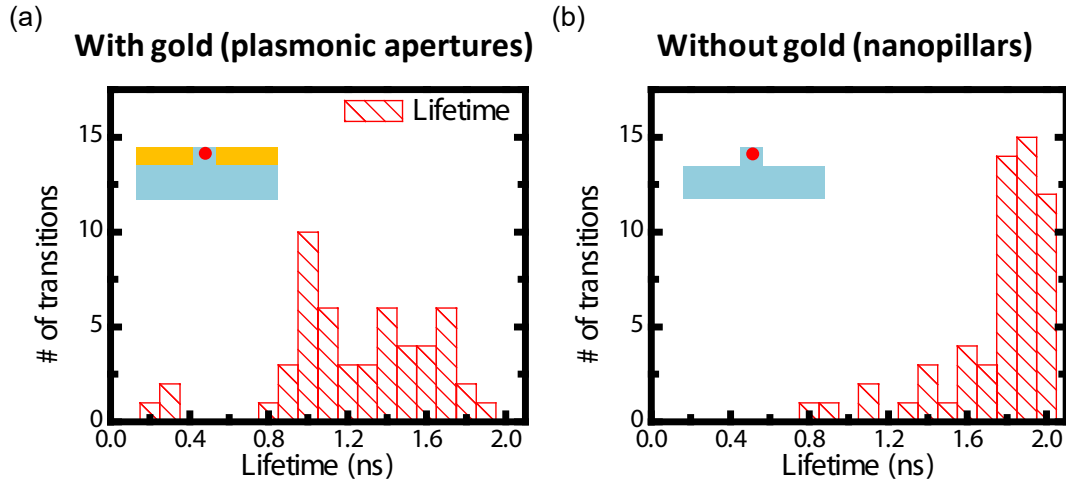 (a)
With gold (plasmonic apertures)
Lifetime
15
10
5
0
# of transitions
0.0 0.4 0.8 1.2 1.6 2.0
Lifetime (ns)
(b)
Without gold (nanopillars)
15
10
5
0
# of transitions
0.0 0.4 0.8 1.2 1.6 2.0
Lifetime (ns)